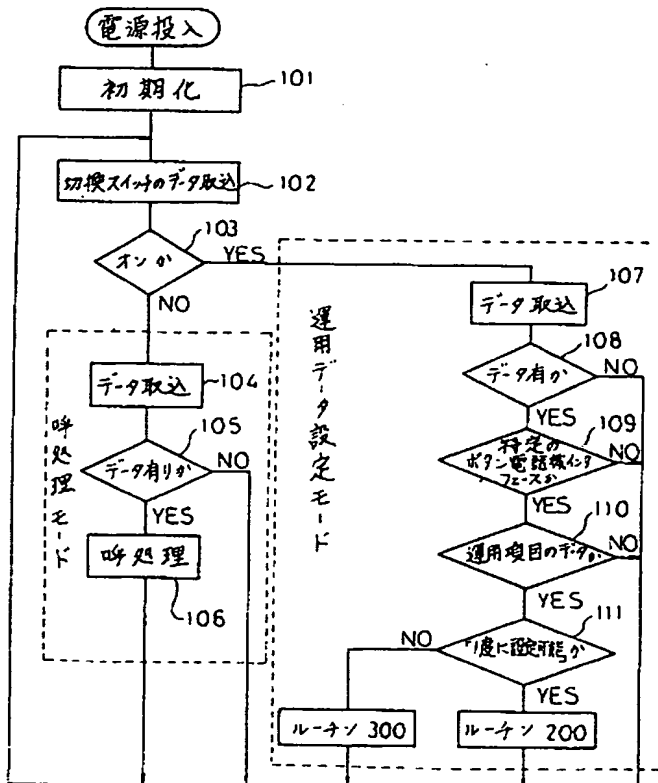 電源投入
初期化
101
切換スイッチのデータ取込
102
103
オンか
YES
NO
呼処理モード
データ取込
104
105
データ有りか
NO
YES
呼処理
106
運用データ設定モード
データ取込
107
108
データ有か
NO
YES
109
特定の
ボタン電話機インタ
フェースか
NO
YES
110
運用項目のデータか
NO
YES
111
「1度に設定可能」か
NO
YES
ルーチン 300
ルーチン 200